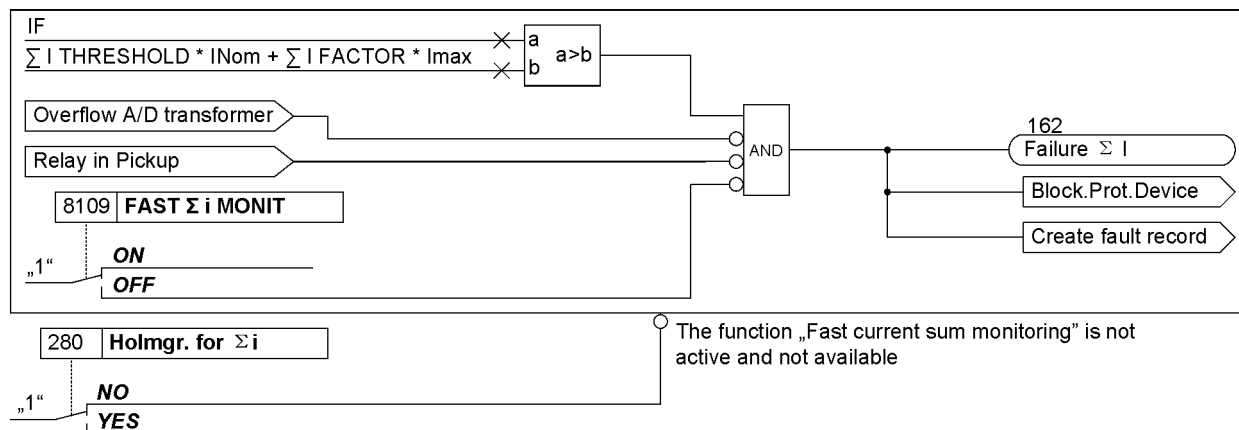 IF
∑ I THRESHOLD * INom + ∑ I FACTOR * Imax
a
b
a>b
Overflow A/D transformer
Relay in Pickup
AND
162
Failure Σ I
Block.Prot.Device
Create fault record
8109 FAST Σ i MONIT
„1“
ON
OFF
280 Holmgr. for Σ i
The function „Fast current sum monitoring” is not
active and not available
„1“
NO
YES